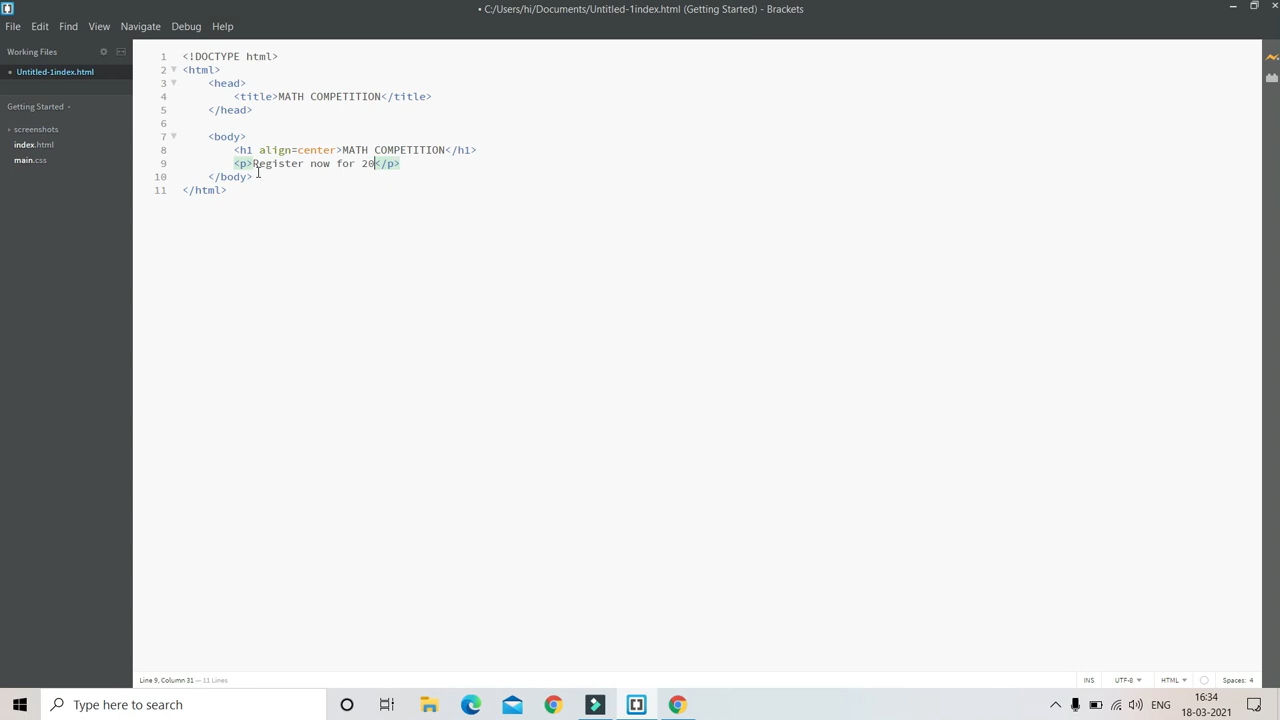 • C:/Users/hi/Documents/Untitled-1index.html (Getting Started) - Brackets
File Edit Find View Navigate Debug Help
Working Files
• Untitled-1index.html
Getting Started
screenshots
index.html
main.css
1 <!DOCTYPE html>
2 <html>
3 <head>
4 <title>MATH COMPETITION</title>
5 </head>
6
7 <body>
8 <h1 align=center>MATH COMPETITION</h1>
9 <p>Register now for 20</p>
10 </body>
11 </html>
Line 9, Column 31 — 11 Lines
INS UTF-8 HTML Spaces: 4
Type here to search
ENG
16:34
18-03-2021